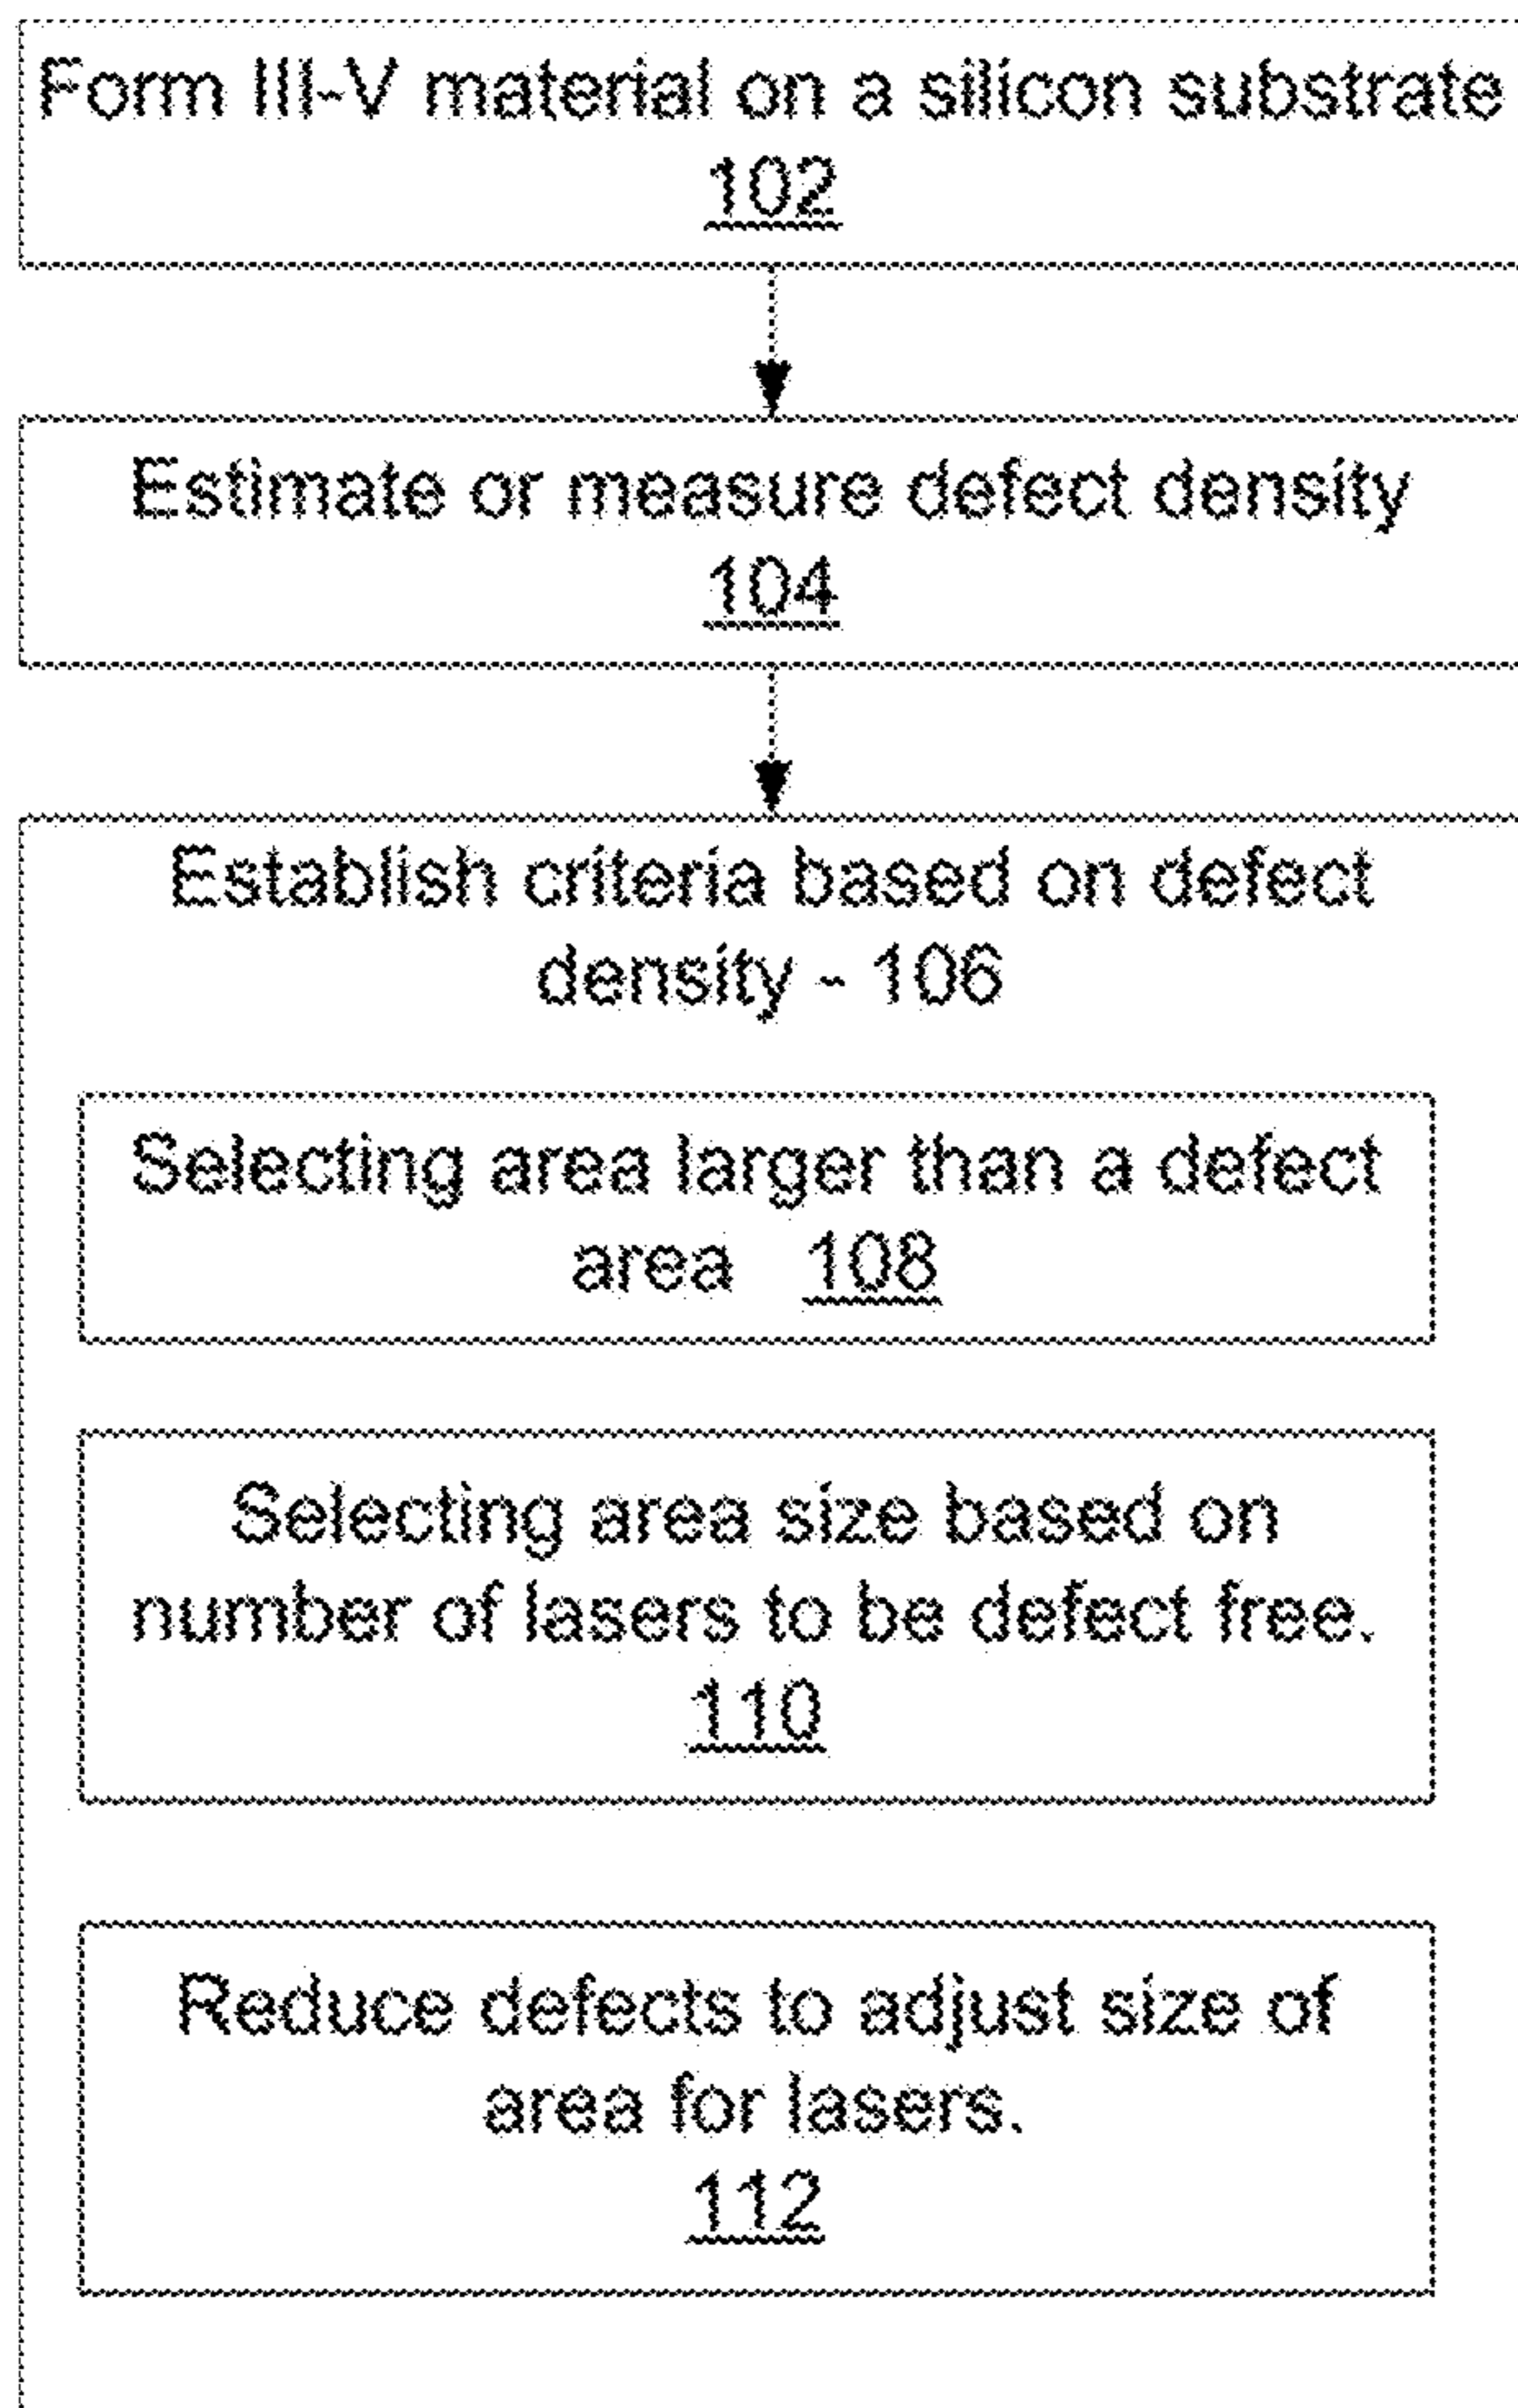 Form III-V material on a silicon substrate
102
Estimate or measure defect density
104
Establish criteria based on defect
density - 106
Selecting area larger than a defect
area 108
Selecting area size based on
number of lasers to be defect free.
110
Reduce defects to adjust size of
area for lasers.
112